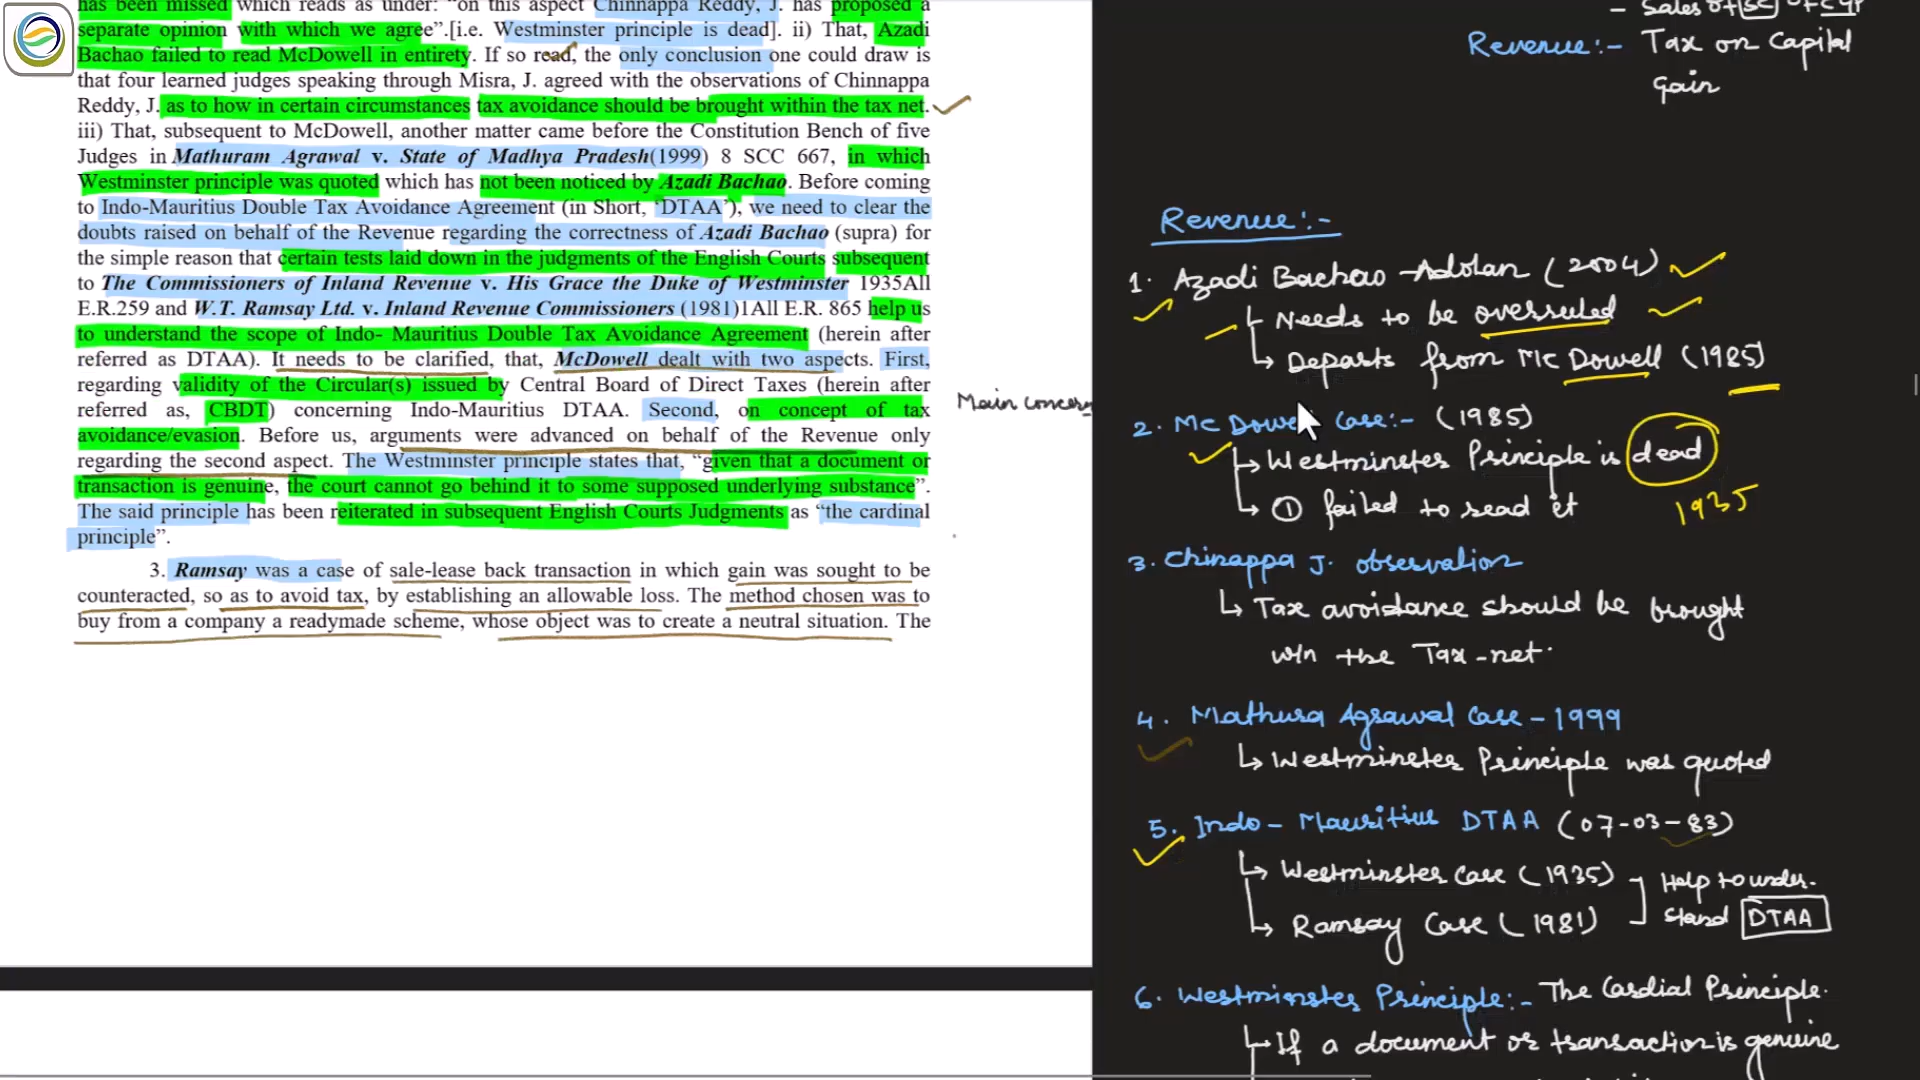 has been missed which reads as under: “on this aspect Chinnappa Reddy, J. has proposed a
separate opinion with which we agree”.[i.e. Westminster principle is dead]. ii) That, Azadi
Bachao failed to read McDowell in entirety. If so read, the only conclusion one could draw is
that four learned judges speaking through Misra, J. agreed with the observations of Chinnappa
Reddy, J. as to how in certain circumstances tax avoidance should be brought within the tax net.
iii) That, subsequent to McDowell, another matter came before the Constitution Bench of five
Judges in Mathuram Agrawal v. State of Madhya Pradesh(1999) 8 SCC 667, in which
Westminster principle was quoted which has not been noticed by Azadi Bachao. Before coming
to Indo-Mauritius Double Tax Avoidance Agreement (in Short, ‘DTAA’), we need to clear the
doubts raised on behalf of the Revenue regarding the correctness of Azadi Bachao (supra) for
the simple reason that certain tests laid down in the judgments of the English Courts subsequent
to The Commissioners of Inland Revenue v. His Grace the Duke of Westminster 1935All
E.R.259 and W.T. Ramsay Ltd. v. Inland Revenue Commissioners (1981)1All E.R. 865 help us
to understand the scope of Indo- Mauritius Double Tax Avoidance Agreement (herein after
referred to as DTAA). It needs to be clarified, that, McDowell dealt with two aspects. First,
regarding validity of the Circular(s) issued by Central Board of Direct Taxes (herein after
referred as, CBDT) concerning Indo-Mauritius DTAA. Second, on concept of tax
avoidance/evasion. Before us, arguments were advanced on behalf of the Revenue only
regarding the second aspect. The Westminster principle states that, “given that a document or
transaction is genuine, the court cannot go behind it to some supposed underlying substance”.
The said principle has been reiterated in subsequent English Courts Judgments as “the cardinal
principle”.
3. Ramsay was a case of sale-lease back transaction in which gain was sought to be
counteracted, so as to avoid tax, by establishing an allowable loss. The method chosen was to
buy from a company a readymade scheme, whose object was to create a neutral situation. The
Main concern
- Sales of SC of CGP
Revenue:- Tax on Capital
Gain
Revenue:-
1. Azadi Bachao Andolan (2004)
Needs to be overruled
Departs from Mc Dowell (1985)
2. Mc Dowell Case:- (1985)
Westminster Principle is dead
1935
① failed to read it
3. Chinappa J. observation
Tax avoidance should be brought
w/n the Tax-net.
4. Mathura Agrawal Case - 1999
Westminster Principle was quoted
5. Indo - Mauritius DTAA (07-03-83)
Westminster Case (1935)
Ramsay Case (1981)
Help to under.
stand DTAA
6. Westminster Principle:- The Cardial Principle.
If a document or transaction is genuine